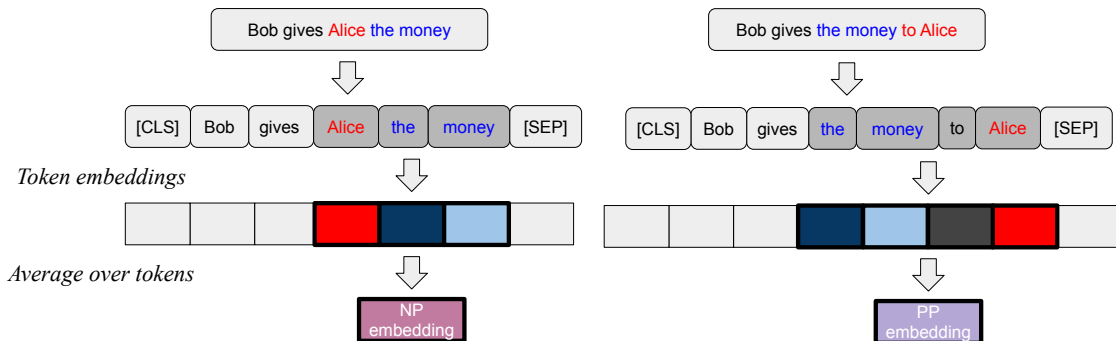 Bob gives Alice the money
Bob gives the money to Alice
[CLS] Bob gives Alice the money [SEP]
[CLS] Bob gives the money to Alice [SEP]
Token embeddings
Average over tokens
NP
embedding
PP
embedding